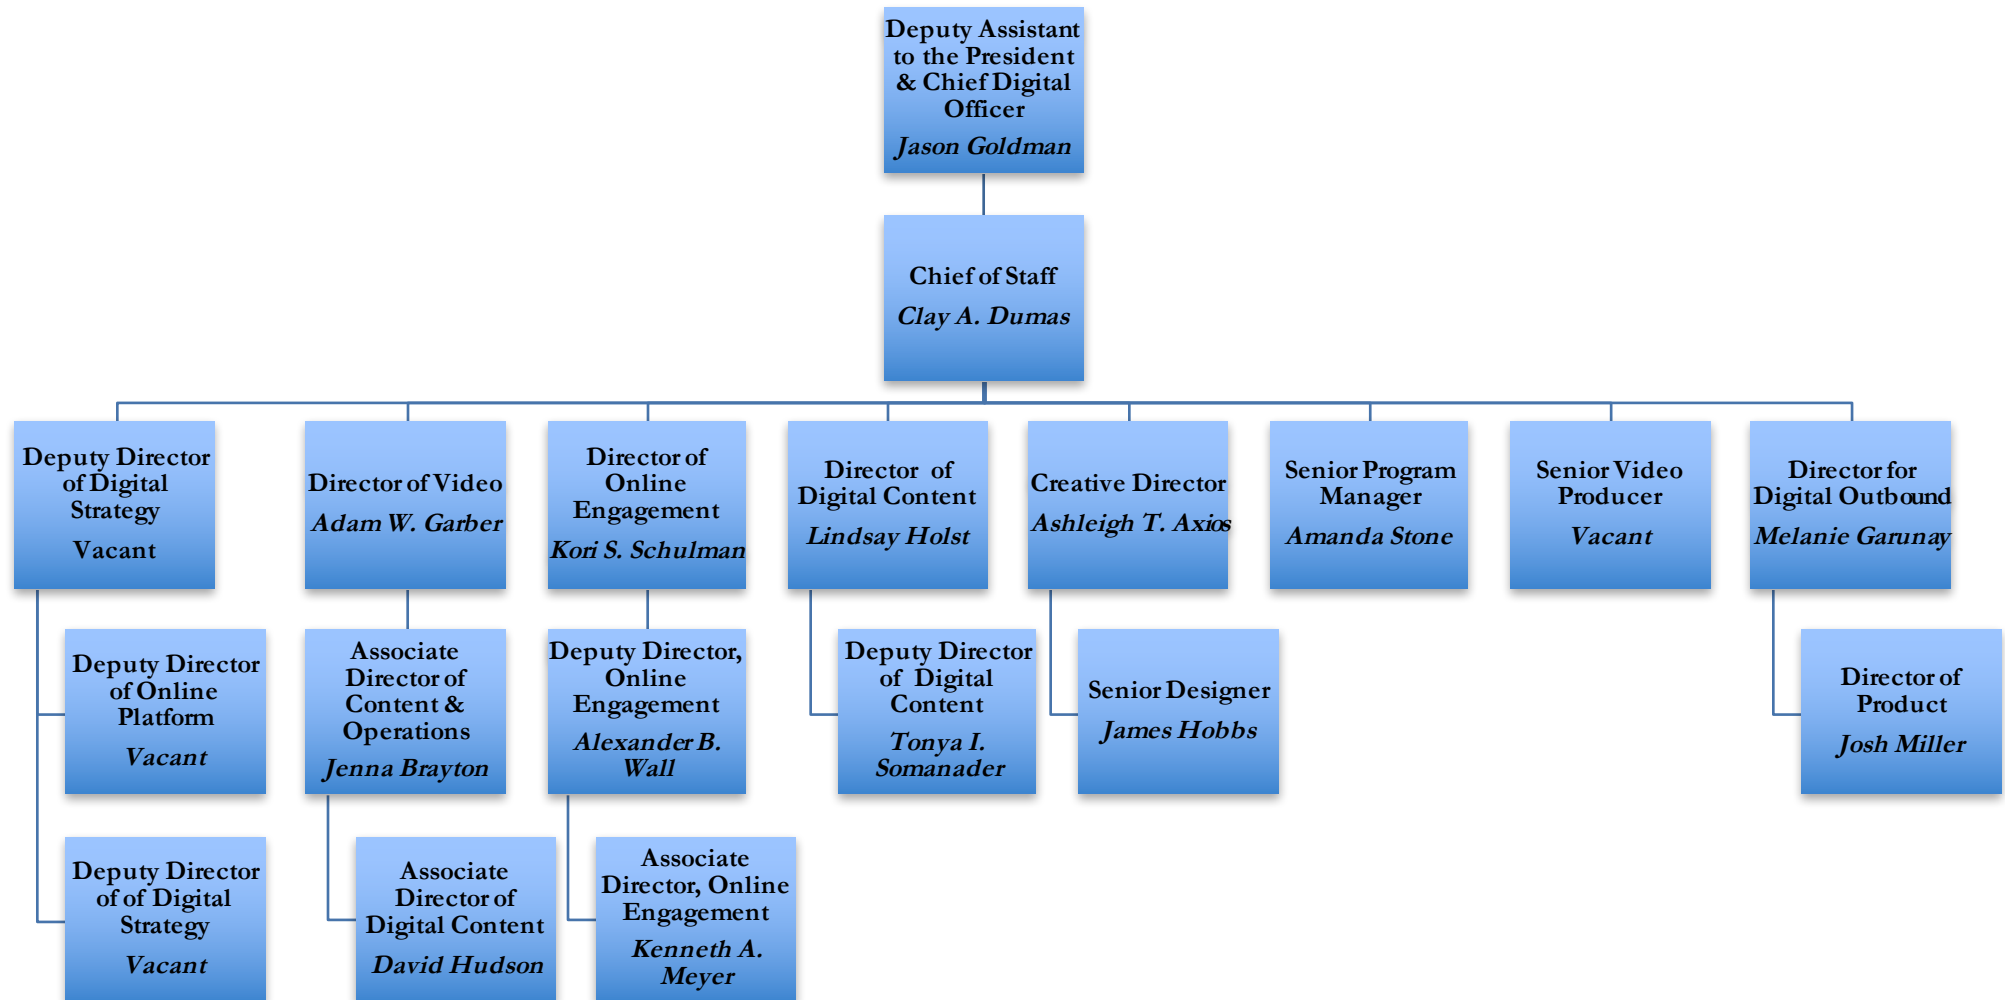 Deputy Assistant
to the President
& Chief Digital
Officer
Jason Goldman
Chief of Staff
Clay A. Dumas
Deputy Director
of Digital
Strategy
Vacant
Director of Video
Adam W. Garber
Director of
Online
Engagement
Kori S. Schulman
Director of
Digital Content
Lindsay Holst
Creative Director
Ashleigh T. Axios
Senior Program
Manager
Amanda Stone
Senior Video
Producer
Vacant
Director for
Digital Outbound
Melanie Garunay
Deputy Director
of Online
Platform
Vacant
Associate
Director of
Content &
Operations
Jenna Brayton
Deputy Director,
Online
Engagement
Alexander B.
Wall
Deputy Director
of Digital
Content
Tonya I.
Somanader
Senior Designer
James Hobbs
Director of
Product
Josh Miller
Deputy Director
of of Digital
Strategy
Vacant
Associate
Director of
Digital Content
David Hudson
Associate
Director, Online
Engagement
Kenneth A.
Meyer